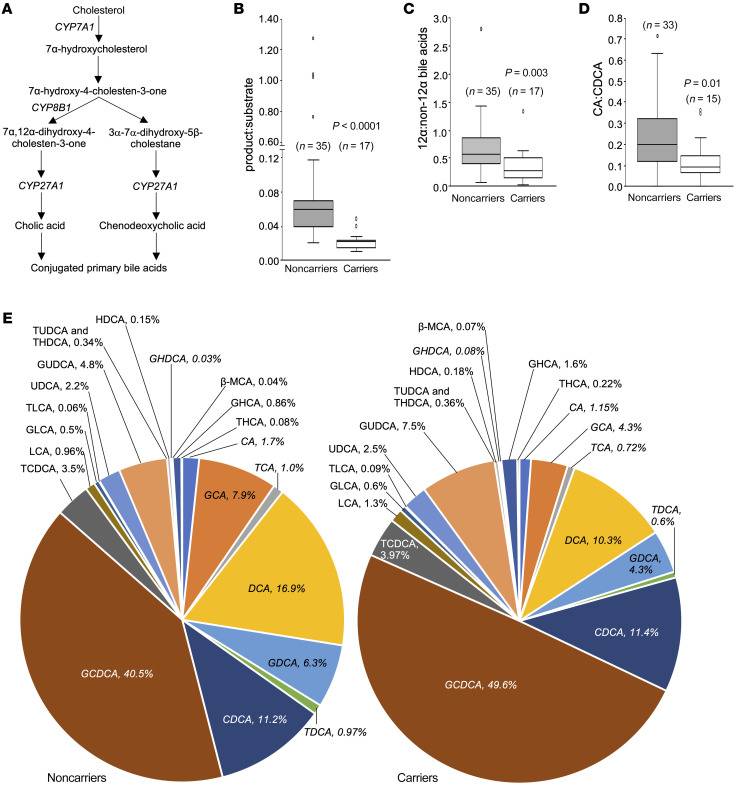 A
Cholesterol
CYP7A1
7α-hydroxycholesterol
7α-hydroxy-4-cholesten-3-one
CYP8B1
7α,12α-dihydroxy-4-
cholesten-3-one
3α-7α-dihydroxy-5β-
cholestane
CYP27A1
CYP27A1
Cholic acid
Chenodeoxycholic acid
Conjugated primary bile acids
B
product:substrate
1.40
1.20
1.00
0.80
0.60
0.12
0.08
0.04
0.00
P < 0.0001
(n = 35)
(n = 17)
Noncarriers
Carriers
C
12α:non-12α bile acids
3.0
2.5
2.0
1.5
1.0
0.5
0.0
P = 0.003
(n = 35)
(n = 17)
Noncarriers
Carriers
D
CA:CDCA
0.8
0.7
0.6
0.5
0.4
0.3
0.2
0.1
0.0
(n = 33)
P = 0.01
(n = 15)
Noncarriers
Carriers
E
HDCA, 0.15%
TUDCA and
THDCA, 0.34%
GHDCA, 0.03%
GUDCA, 4.8%
β-MCA, 0.04%
UDCA, 2.2%
GHCA, 0.86%
TLCA, 0.06%
THCA, 0.08%
GLCA, 0.5%
CA, 1.7%
LCA, 0.96%
TCDCA, 3.5%
TCA, 1.0%
GCA, 7.9%
DCA, 16.9%
GDCA, 6.3%
GCDCA, 40.5%
CDCA, 11.2%
TDCA, 0.97%
Noncarriers
β-MCA, 0.07%
GHDCA, 0.08%
HDCA, 0.18%
TUDCA and
THDCA, 0.36%
GUDCA, 7.5%
GHCA, 1.6%
THCA, 0.22%
CA, 1.15%
GCA, 4.3%
TCA, 0.72%
UDCA, 2.5%
TLCA, 0.09%
GLCA, 0.6%
LCA, 1.3%
TCDCA,
3.97%
TDCA,
0.6%
DCA, 10.3%
GDCA,
4.3%
CDCA, 11.4%
GCDCA, 49.6%
Carriers